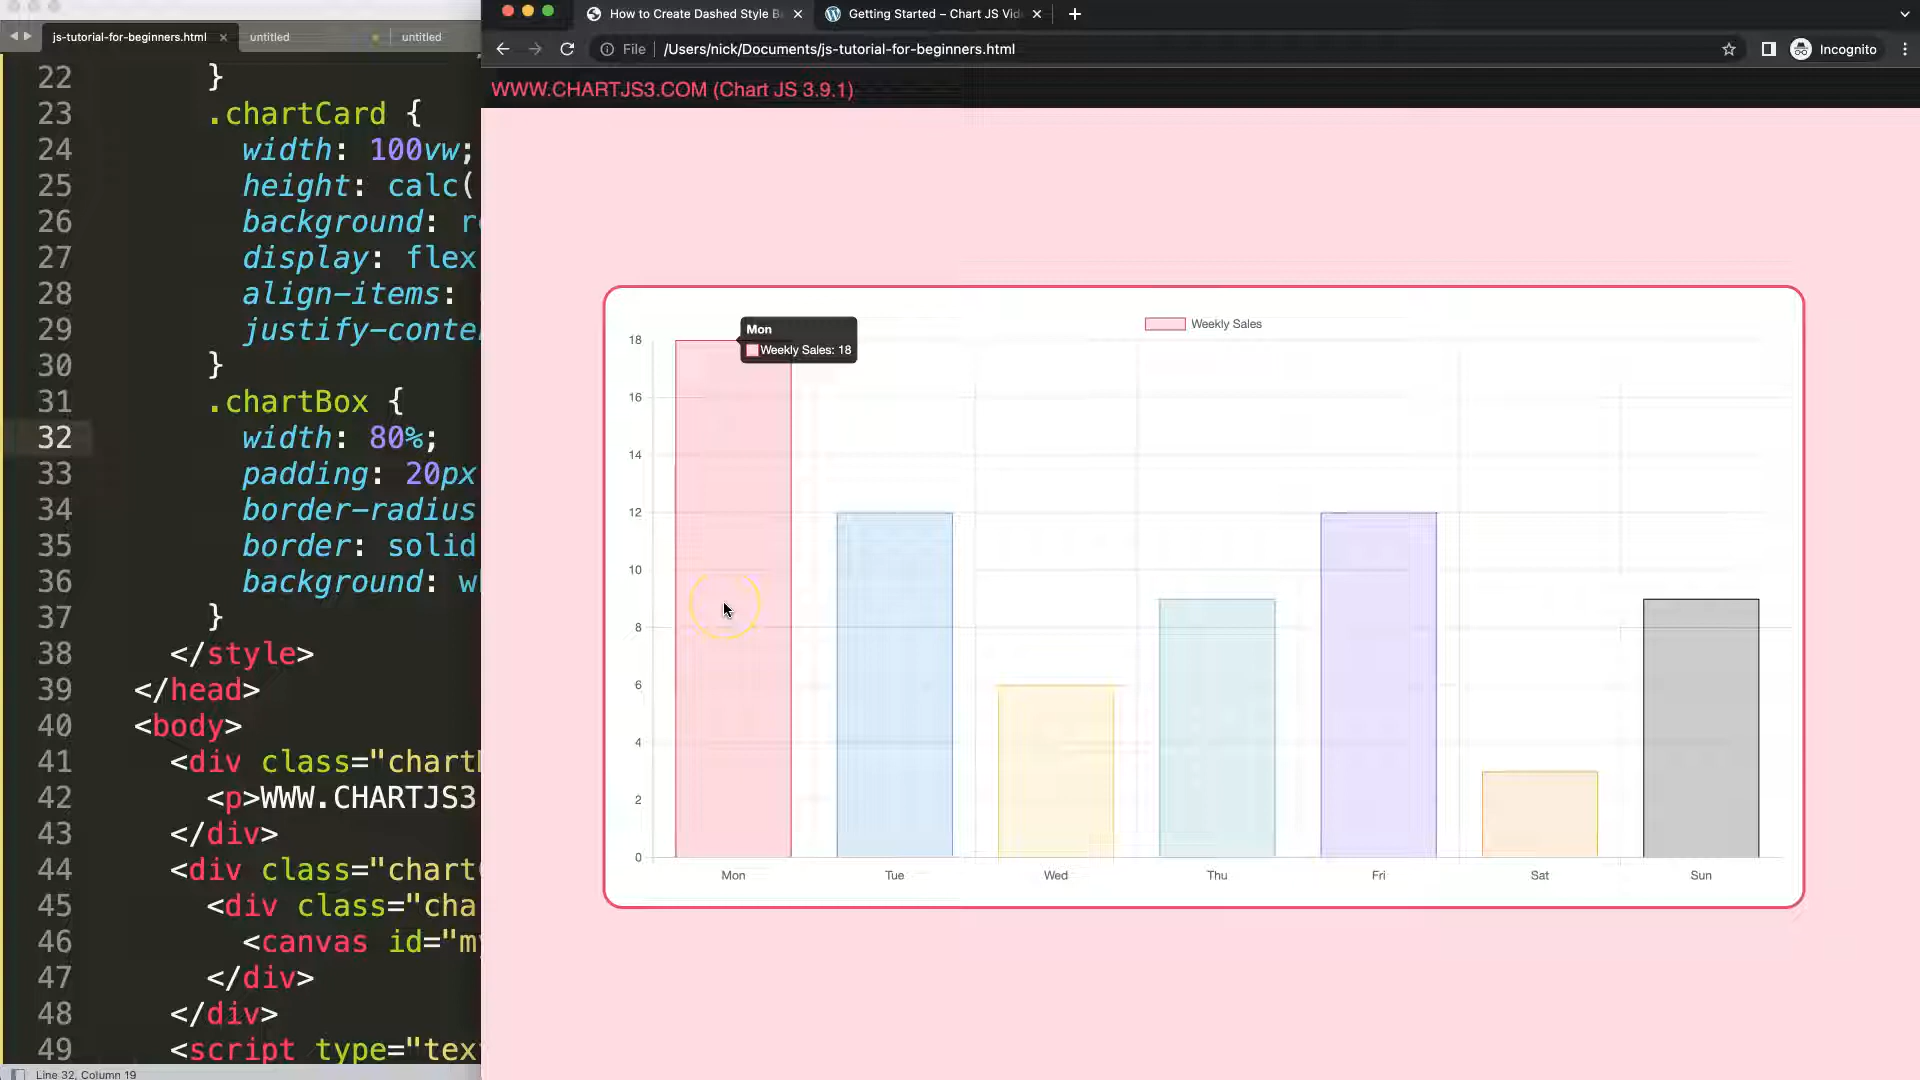 js-tutorial-for-beginners.html
untitled
untitled
22 }
23 .chartCard {
24 width: 100vw;
25 height: calc(
26 background:
27 display: flex
28 align-items:
29
30 }
31 .chartBox {
32 width: 80%;
33 padding: 20px
34 border-radius
35 border: solid
36 background:
37 }
38 </style>
39 </head>
40 <body>
41 <div class="chart
42 <p>WWW.CHARTJS3
43 </div>
44 <div class="chart
45 <div class="cha
46 <canvas id="my
47 </div>
48 </div>
49 <script type="tex
Line 32, Column 19
How to Create Dashed Style B
Getting Started – Chart JS Vid
File /Users/nick/Documents/js-tutorial-for-beginners.html
Incognito
WWW.CHARTJS3.COM (Chart JS 3.9.1)
Weekly Sales
Mon
Weekly Sales: 18
18
16
14
12
10
8
6
4
2
0
Mon Tue Wed Thu Fri Sat Sun